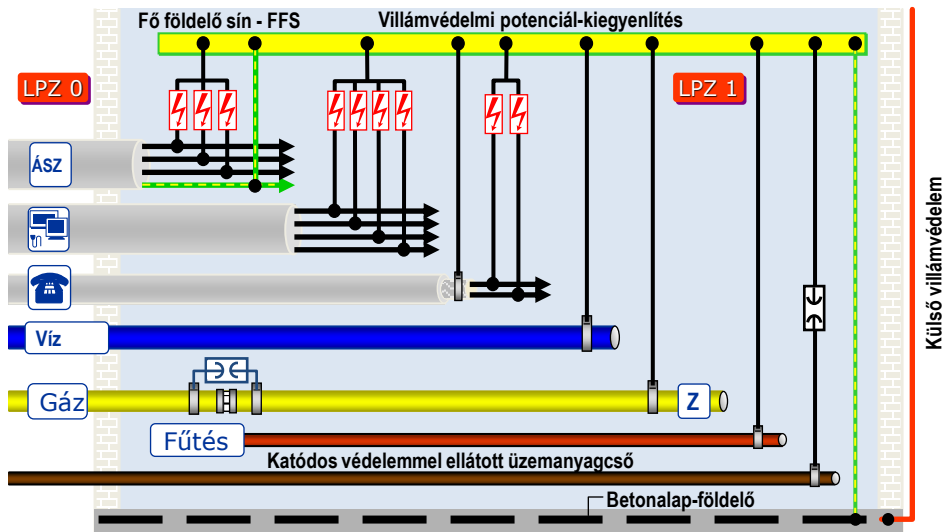 Fő földelő sín - FFS
Villámvédelmi potenciál-kiegyenlítés
LPZ 0
LPZ 1
ÁSZ
Víz
Gáz
Z
Fűtés
Katódos védelemmel ellátott üzemanyagcső
Betonalap-földelő
Külső villámvédelem